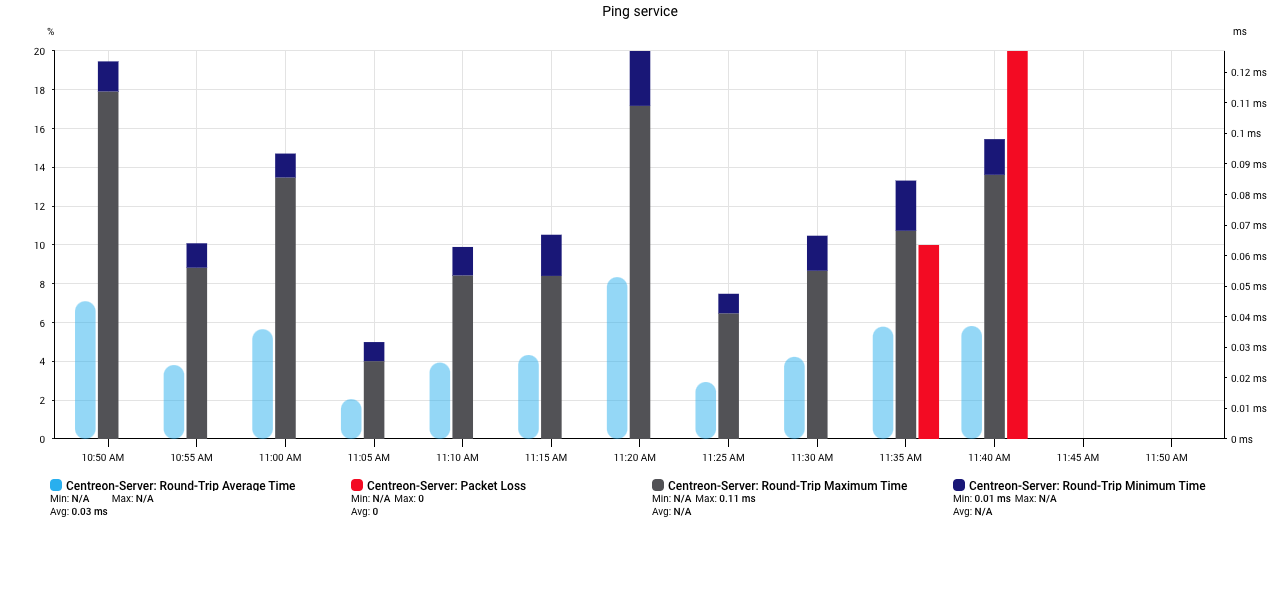 Ping service
% ms
20
18
16
14
12
10
8
6
4
2
0
0.12 ms
0.11 ms
0.1 ms
0.09 ms
0.08 ms
0.07 ms
0.06 ms
0.05 ms
0.04 ms
0.03 ms
0.02 ms
0.01 ms
0 ms
10:50 AM 10:55 AM 11:00 AM 11:05 AM 11:10 AM 11:15 AM 11:20 AM 11:25 AM 11:30 AM 11:35 AM 11:40 AM 11:45 AM 11:50 AM
Centreon-Server: Round-Trip Average Time
Min: N/A Max: N/A
Avg: 0.03 ms
Centreon-Server: Packet Loss
Min: N/A Max: 0
Avg: 0
Centreon-Server: Round-Trip Maximum Time
Min: N/A Max: 0.11 ms
Avg: N/A
Centreon-Server: Round-Trip Minimum Time
Min: 0.01 ms Max: N/A
Avg: N/A